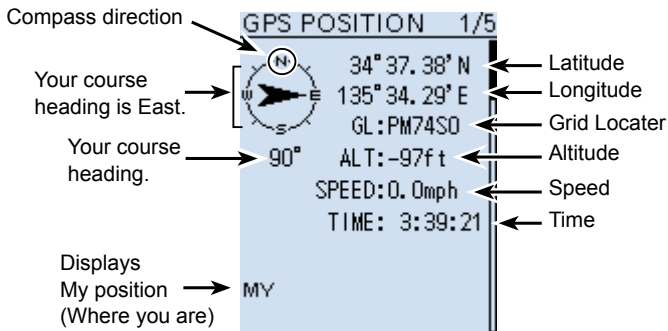 Compass direction
GPS POSITION 1/5
N
W E
S
Your course
heading is East.
Your course
heading.
90°
34°37.38'N
135°34.29'E
GL:PM74SO
ALT:-97ft
SPEED:0.0mph
TIME: 3:39:21
Latitude
Longitude
Grid Locater
Altitude
Speed
Time
Displays
My position
(Where you are)
MY